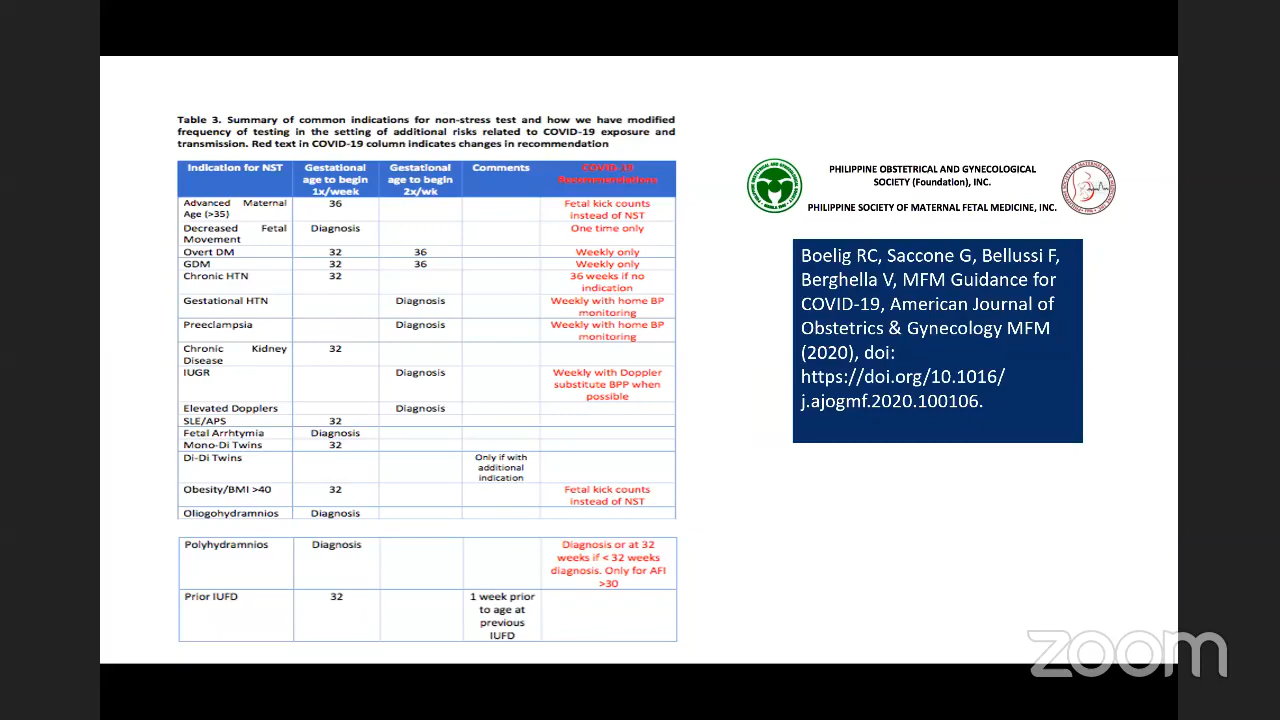 Table 3. Summary of common indications for non-stress test and how we have modified
frequency of testing in the setting of additional risks related to COVID-19 exposure and
transmission. Red text in COVID-19 column indicates changes in recommendation
Indication for NST
Gestational age to begin 1x/week
Gestational age to begin 2x/wk
Comments
COVID-19 Recommendations
Advanced Maternal Age (>35) 36 Fetal kick counts instead of NST
Decreased Fetal Movement Diagnosis One time only
Overt DM 32 36 Weekly only
GDM 32 36 Weekly only
Chronic HTN 32 36 weeks if no indication
Gestational HTN Diagnosis Weekly with home BP monitoring
Preeclampsia Diagnosis Weekly with home BP monitoring
Chronic Kidney Disease 32
IUGR Diagnosis Weekly with Doppler substitute BPP when possible
Elevated Dopplers Diagnosis
SLE/APS 32
Fetal Arrhtymia Diagnosis
Mono-Di Twins 32
Di-Di Twins Only if with additional indication
Obesity/BMI >40 32 Fetal kick counts instead of NST
Oliogohydramnios Diagnosis
Polyhydramnios Diagnosis Diagnosis or at 32 weeks if < 32 weeks diagnosis. Only for AFI >30
Prior IUFD 32 1 week prior to age at previous IUFD
PHILIPPINE OBSTETRICAL AND GYNECOLOGICAL
SOCIETY (Foundation), INC.
PHILIPPINE SOCIETY OF MATERNAL FETAL MEDICINE, INC.
Boelig RC, Saccone G, Bellussi F,
Berghella V, MFM Guidance for
COVID-19, American Journal of
Obstetrics & Gynecology MFM
(2020), doi:
https://doi.org/10.1016/
j.ajogmf.2020.100106.
zoom